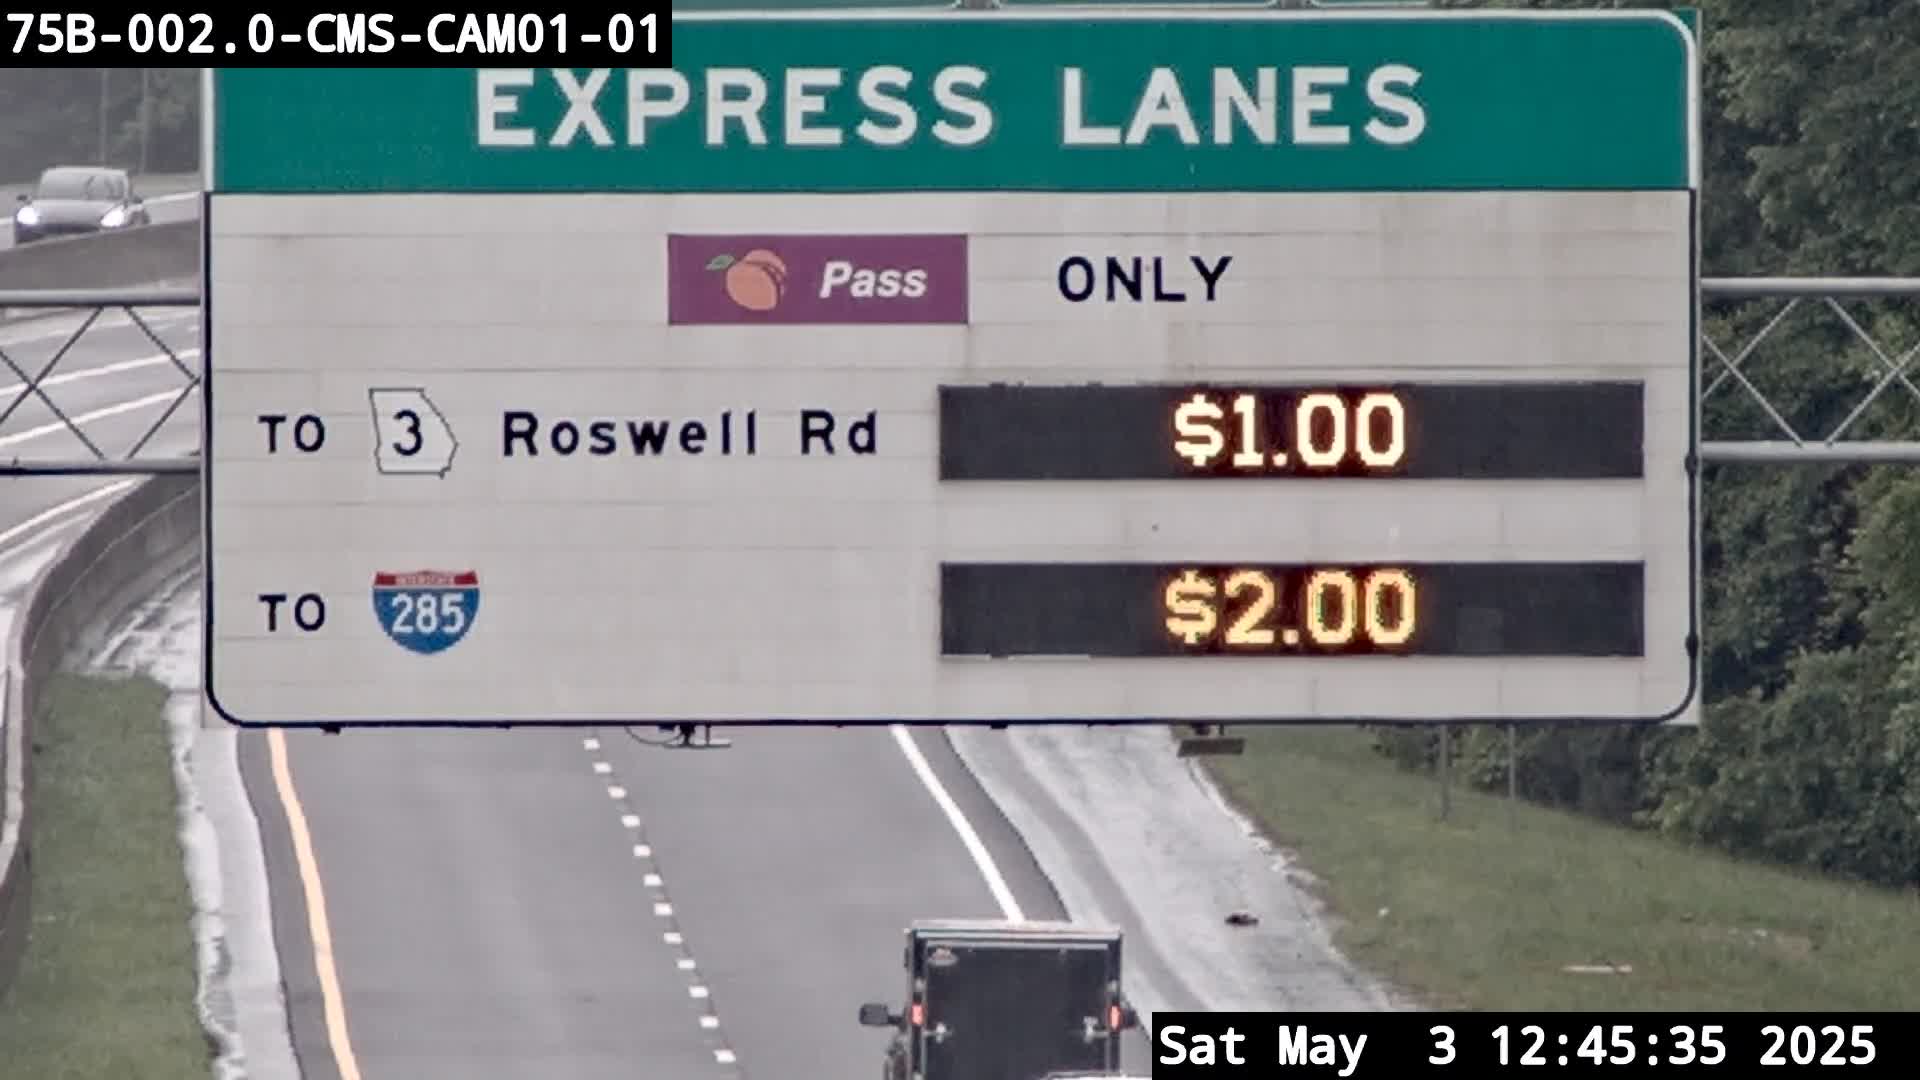 75B-002.0-CMS-CAM01-01
EXPRESS LANES
Pass ONLY
TO 3 Roswell Rd $1.00
INTERSTATE
TO 285 $2.00
Sat May 3 12:45:35 2025